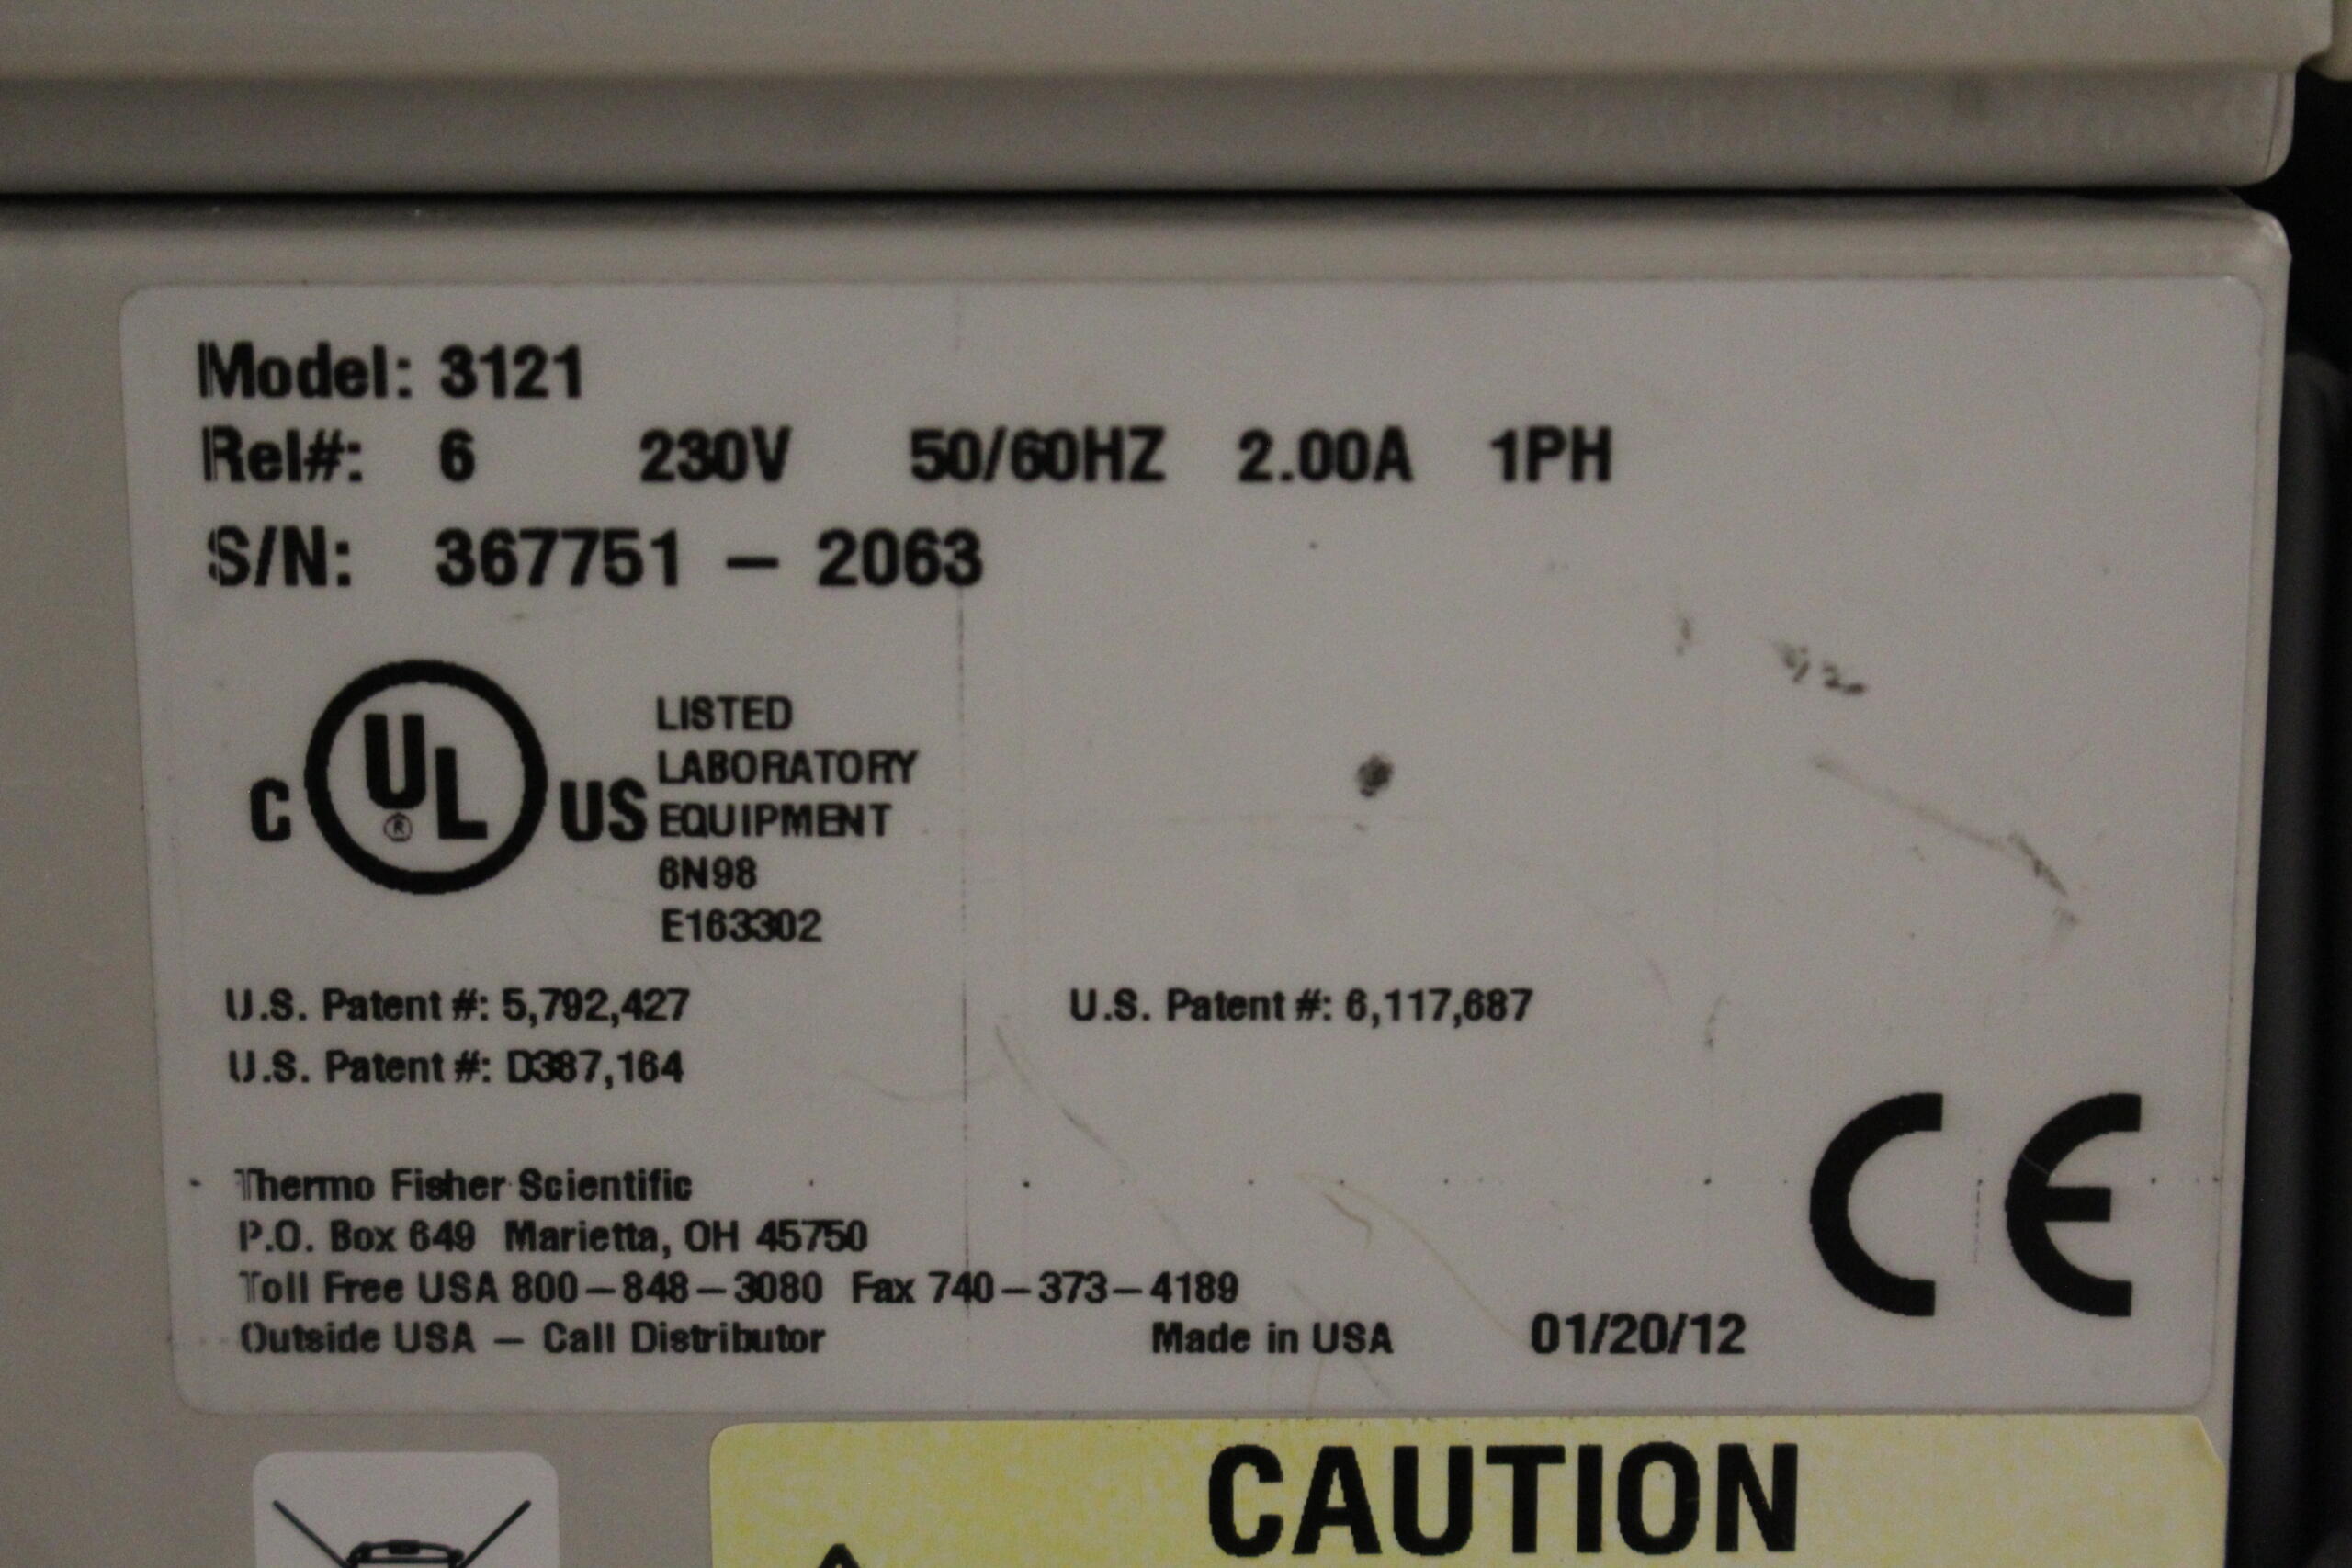 Model: 3121
Rel#: 6 230V 50/60HZ 2.00A 1PH
S/N: 367751 – 2063
C UL® US
LISTED
LABORATORY
EQUIPMENT
6N98
E163302
U.S. Patent #: 5,792,427 U.S. Patent #: 6,117,687
U.S. Patent #: D387,164
Thermo Fisher Scientific
P.O. Box 649 Marietta, OH 45750
Toll Free USA 800–848–3080 Fax 740–373–4189
Outside USA – Call Distributor Made in USA 01/20/12
CE
CAUTION